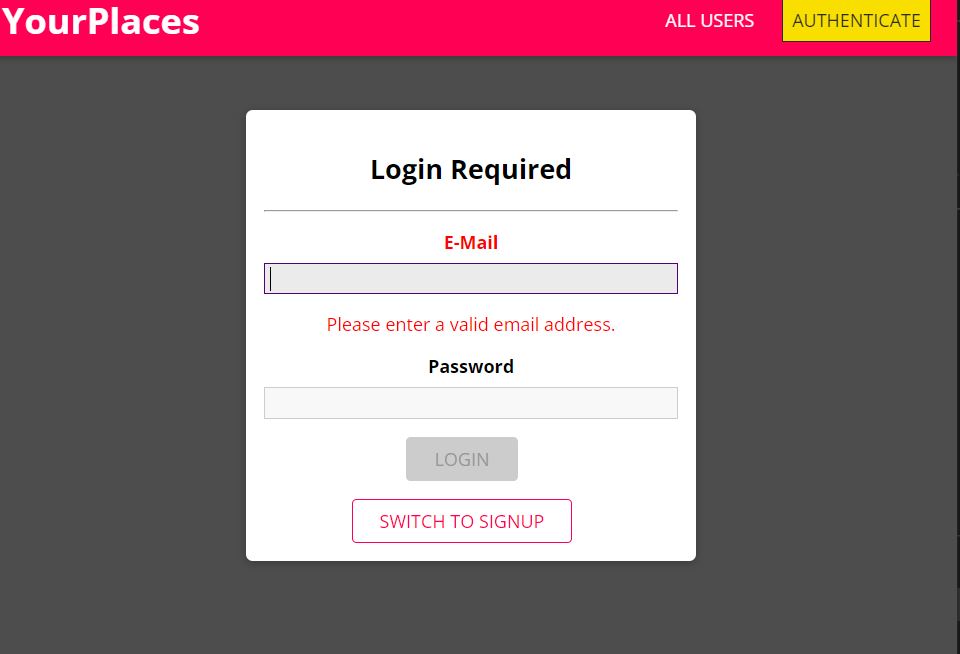 YourPlaces
ALL USERS
AUTHENTICATE
Login Required
E-Mail
Please enter a valid email address.
Password
LOGIN
SWITCH TO SIGNUP